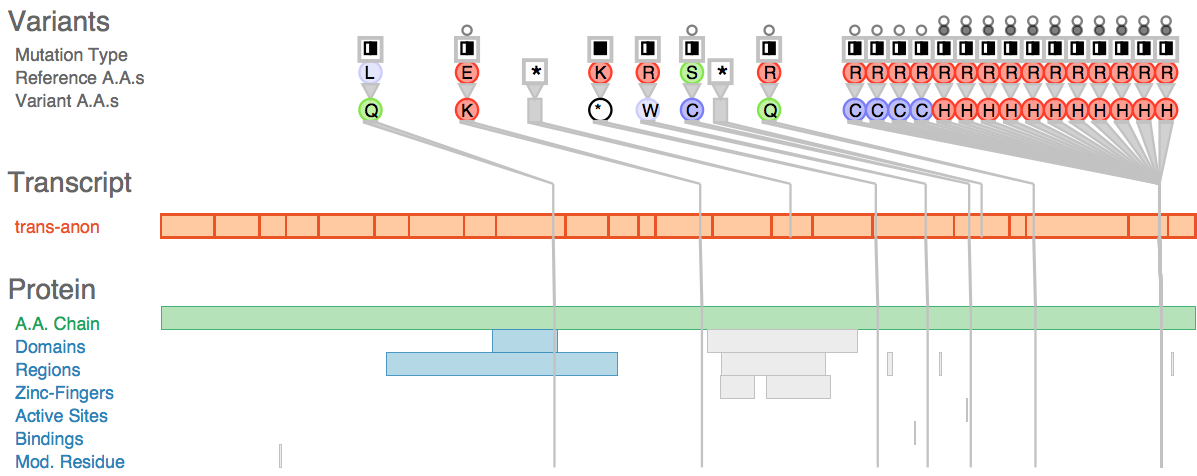 Variants
Mutation Type
* *
Reference A.A.s
L E K R S R R R R R R R R R R R R R R R R
Variant A.A.s
Q K * W C Q C C C C H H H H H H H H H H H
Transcript
trans-anon
Protein
A.A. Chain
Domains
Regions
Zinc-Fingers
Active Sites
Bindings
Mod. Residue